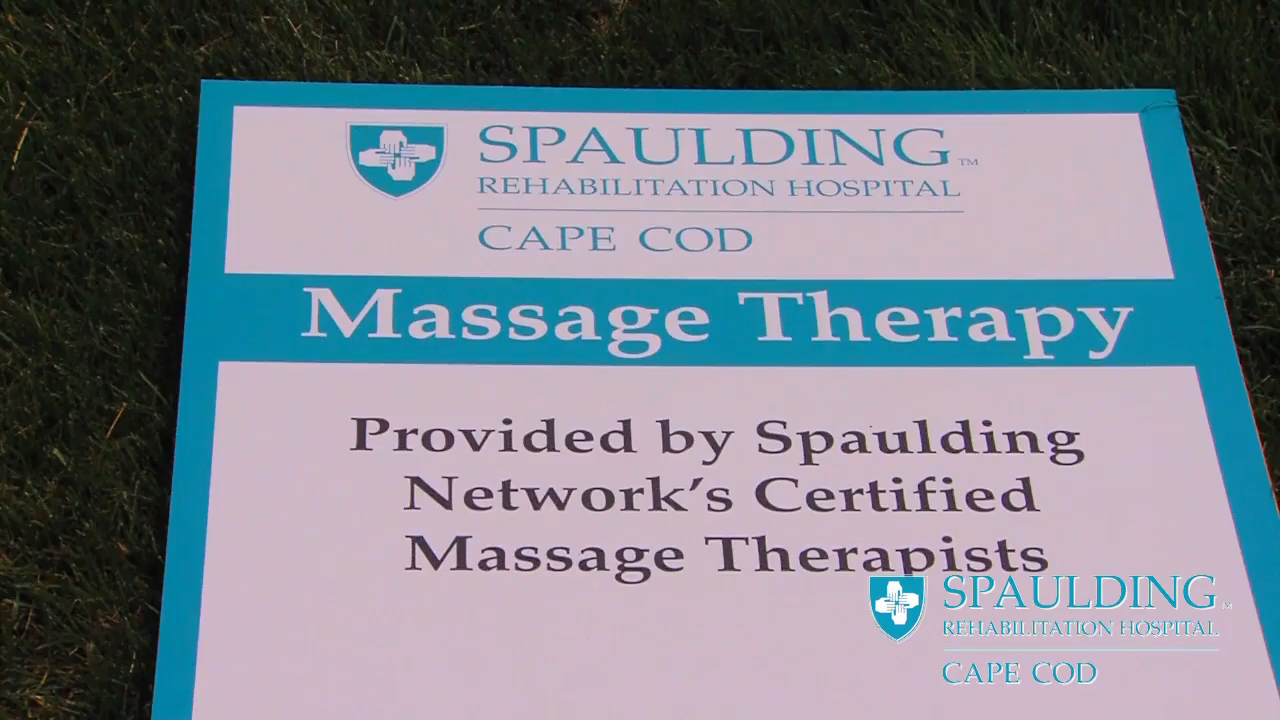 SPAULDING™
REHABILITATION HOSPITAL
CAPE COD
Massage Therapy
Provided by Spaulding
Network’s Certified
Massage Therapists
SPAULDING™
REHABILITATION HOSPITAL
CAPE COD